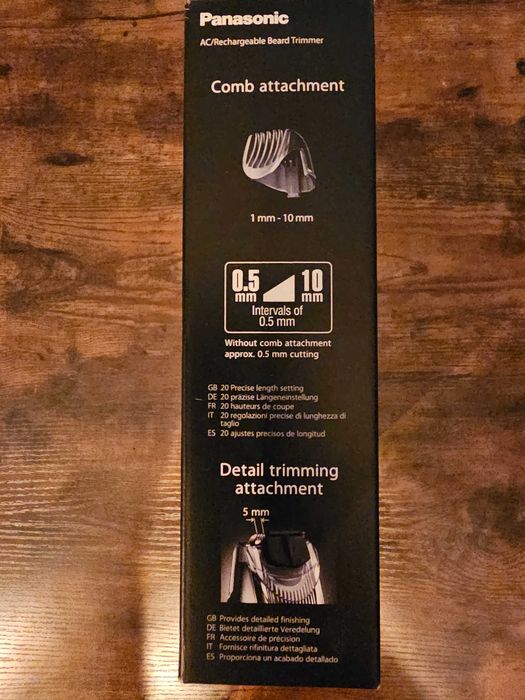 Panasonic
AC/Rechargeable Beard Trimmer
Comb attachment
1 mm - 10 mm
0.5 mm 10 mm
Intervals of
0.5 mm
Without comb attachment
approx. 0.5 mm cutting
GB 20 Precise length setting
DE 20 präzise Längeneinstellung
FR 20 hauteurs de coupe
IT 20 regolazioni precise di lunghezza di
taglio
ES 20 ajustes precisos de longitud
Detail trimming
attachment
5 mm
GB Provides detailed finishing
DE Bietet detaillierte Veredelung
FR Accessoire de précision
IT Fornisce rifinitura dettagliata
ES Proporciona un acabado detallado